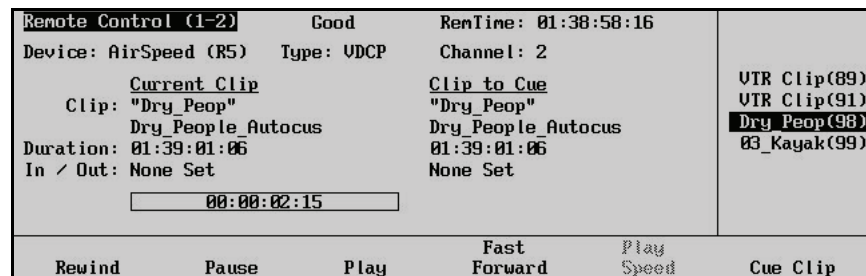 Remote Control (1-2) Good RemTime: 01:38:58:16
Device: AirSpeed (R5) Type: VDCP Channel: 2
Current Clip Clip to Cue
Clip: "Dry_Peop" "Dry_Peop"
Dry_People_Autocus Dry_People_Autocus
Duration: 01:39:01:06 01:39:01:06
In / Out: None Set None Set
00:00:02:15
VTR Clip(89)
VTR Clip(91)
Dry_Peop(98)
03_Kayak(99)
Rewind Pause Play Fast Forward Play Speed Cue Clip